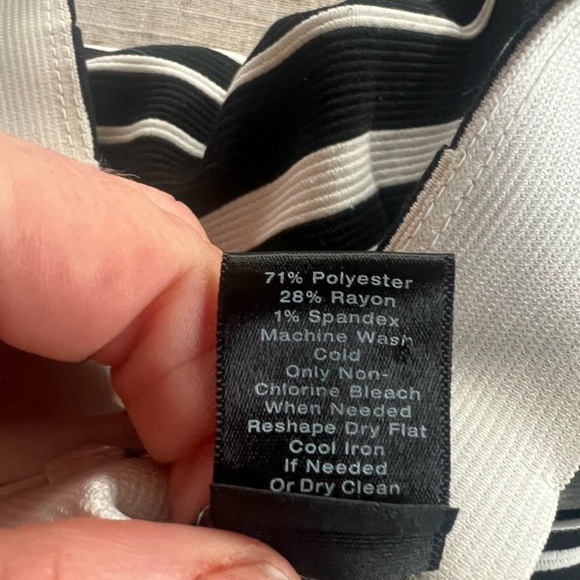 71% Polyester
28% Rayon
1% Spandex
Machine Wash
Cold
Only Non-
Chlorine Bleach
When Needed
Reshape Dry Flat
Cool Iron
If Needed
Or Dry Clean